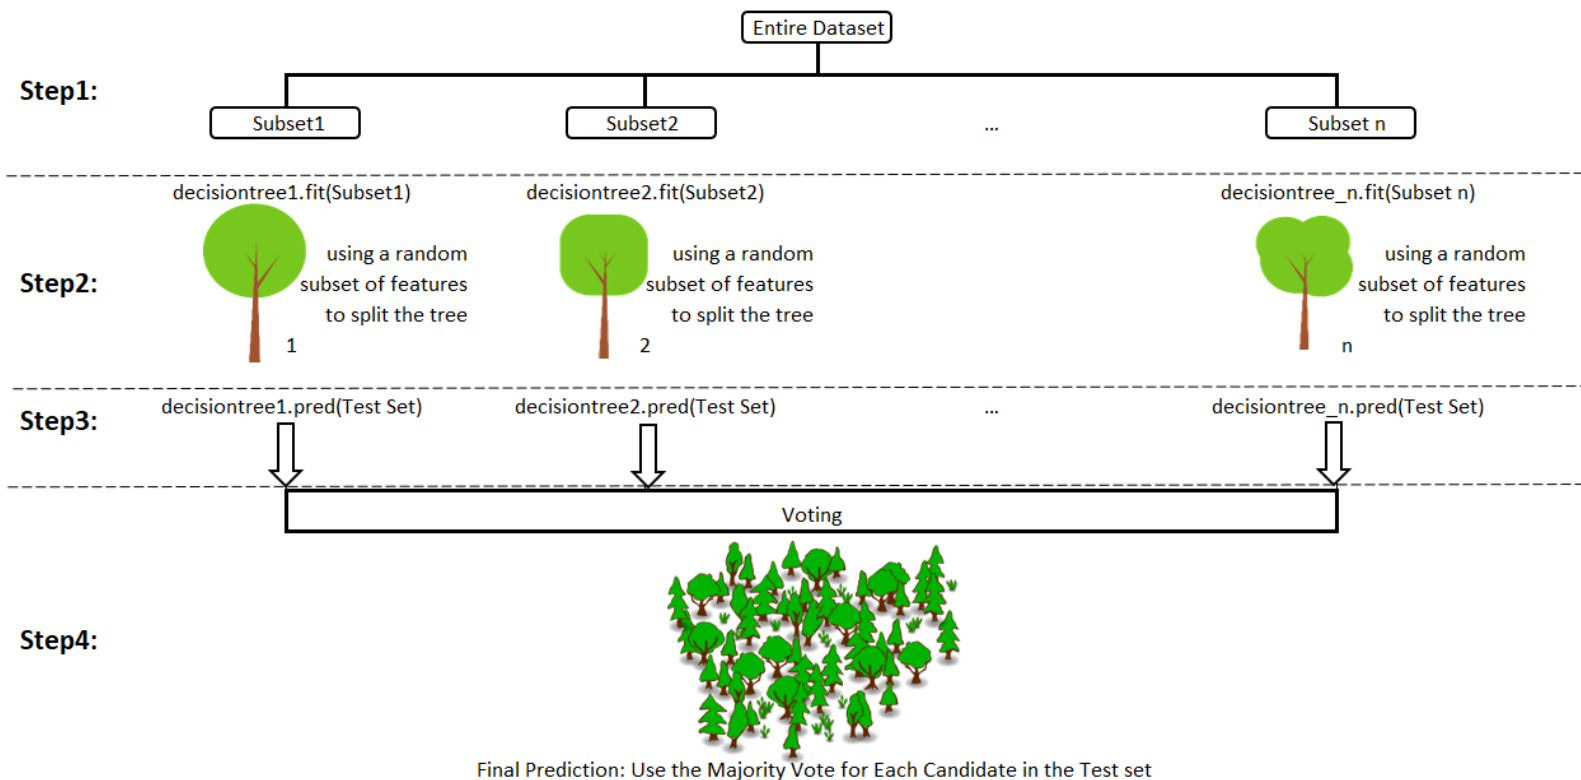 Entire Dataset
Step1:
Subset1
Subset2
...
Subset n
decisiontree1.fit(Subset1)
decisiontree2.fit(Subset2)
decisiontree_n.fit(Subset n)
Step2:
using a random
subset of features
to split the tree
1
using a random
subset of features
to split the tree
2
using a random
subset of features
to split the tree
n
Step3:
decisiontree1.pred(Test Set)
decisiontree2.pred(Test Set)
...
decisiontree_n.pred(Test Set)
Voting
Step4:
Final Prediction: Use the Majority Vote for Each Candidate in the Test set